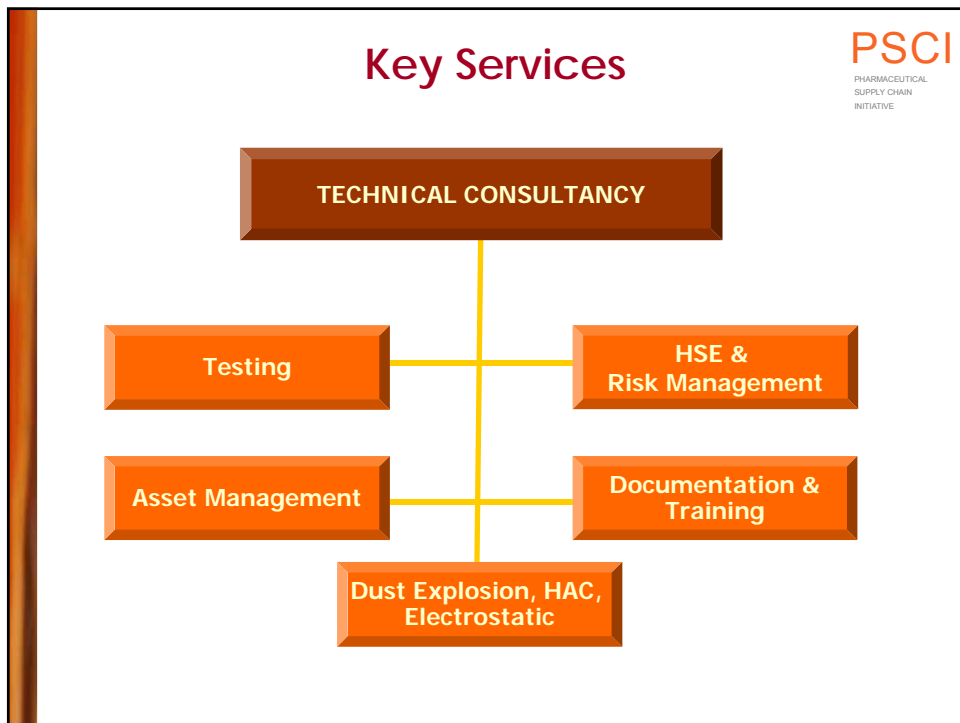 Key Services
PSCI
PHARMACEUTICAL
SUPPLY CHAIN
INITIATIVE
TECHNICAL CONSULTANCY
Testing
HSE &
Risk Management
Asset Management
Documentation &
Training
Dust Explosion, HAC,
Electrostatic